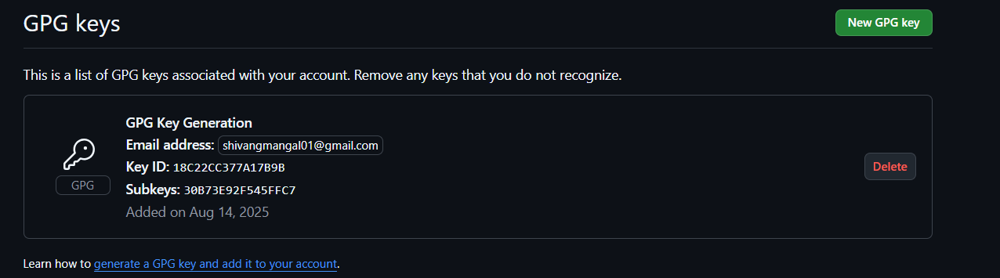 GPG keys
New GPG key
This is a list of GPG keys associated with your account. Remove any keys that you do not recognize.
GPG Key Generation
Email address: shivangmangal01@gmail.com
Key ID: 18C22CC377A17B9B
GPG
Subkeys: 30B73E92F545FFC7
Added on Aug 14, 2025
Delete
Learn how to generate a GPG key and add it to your account.